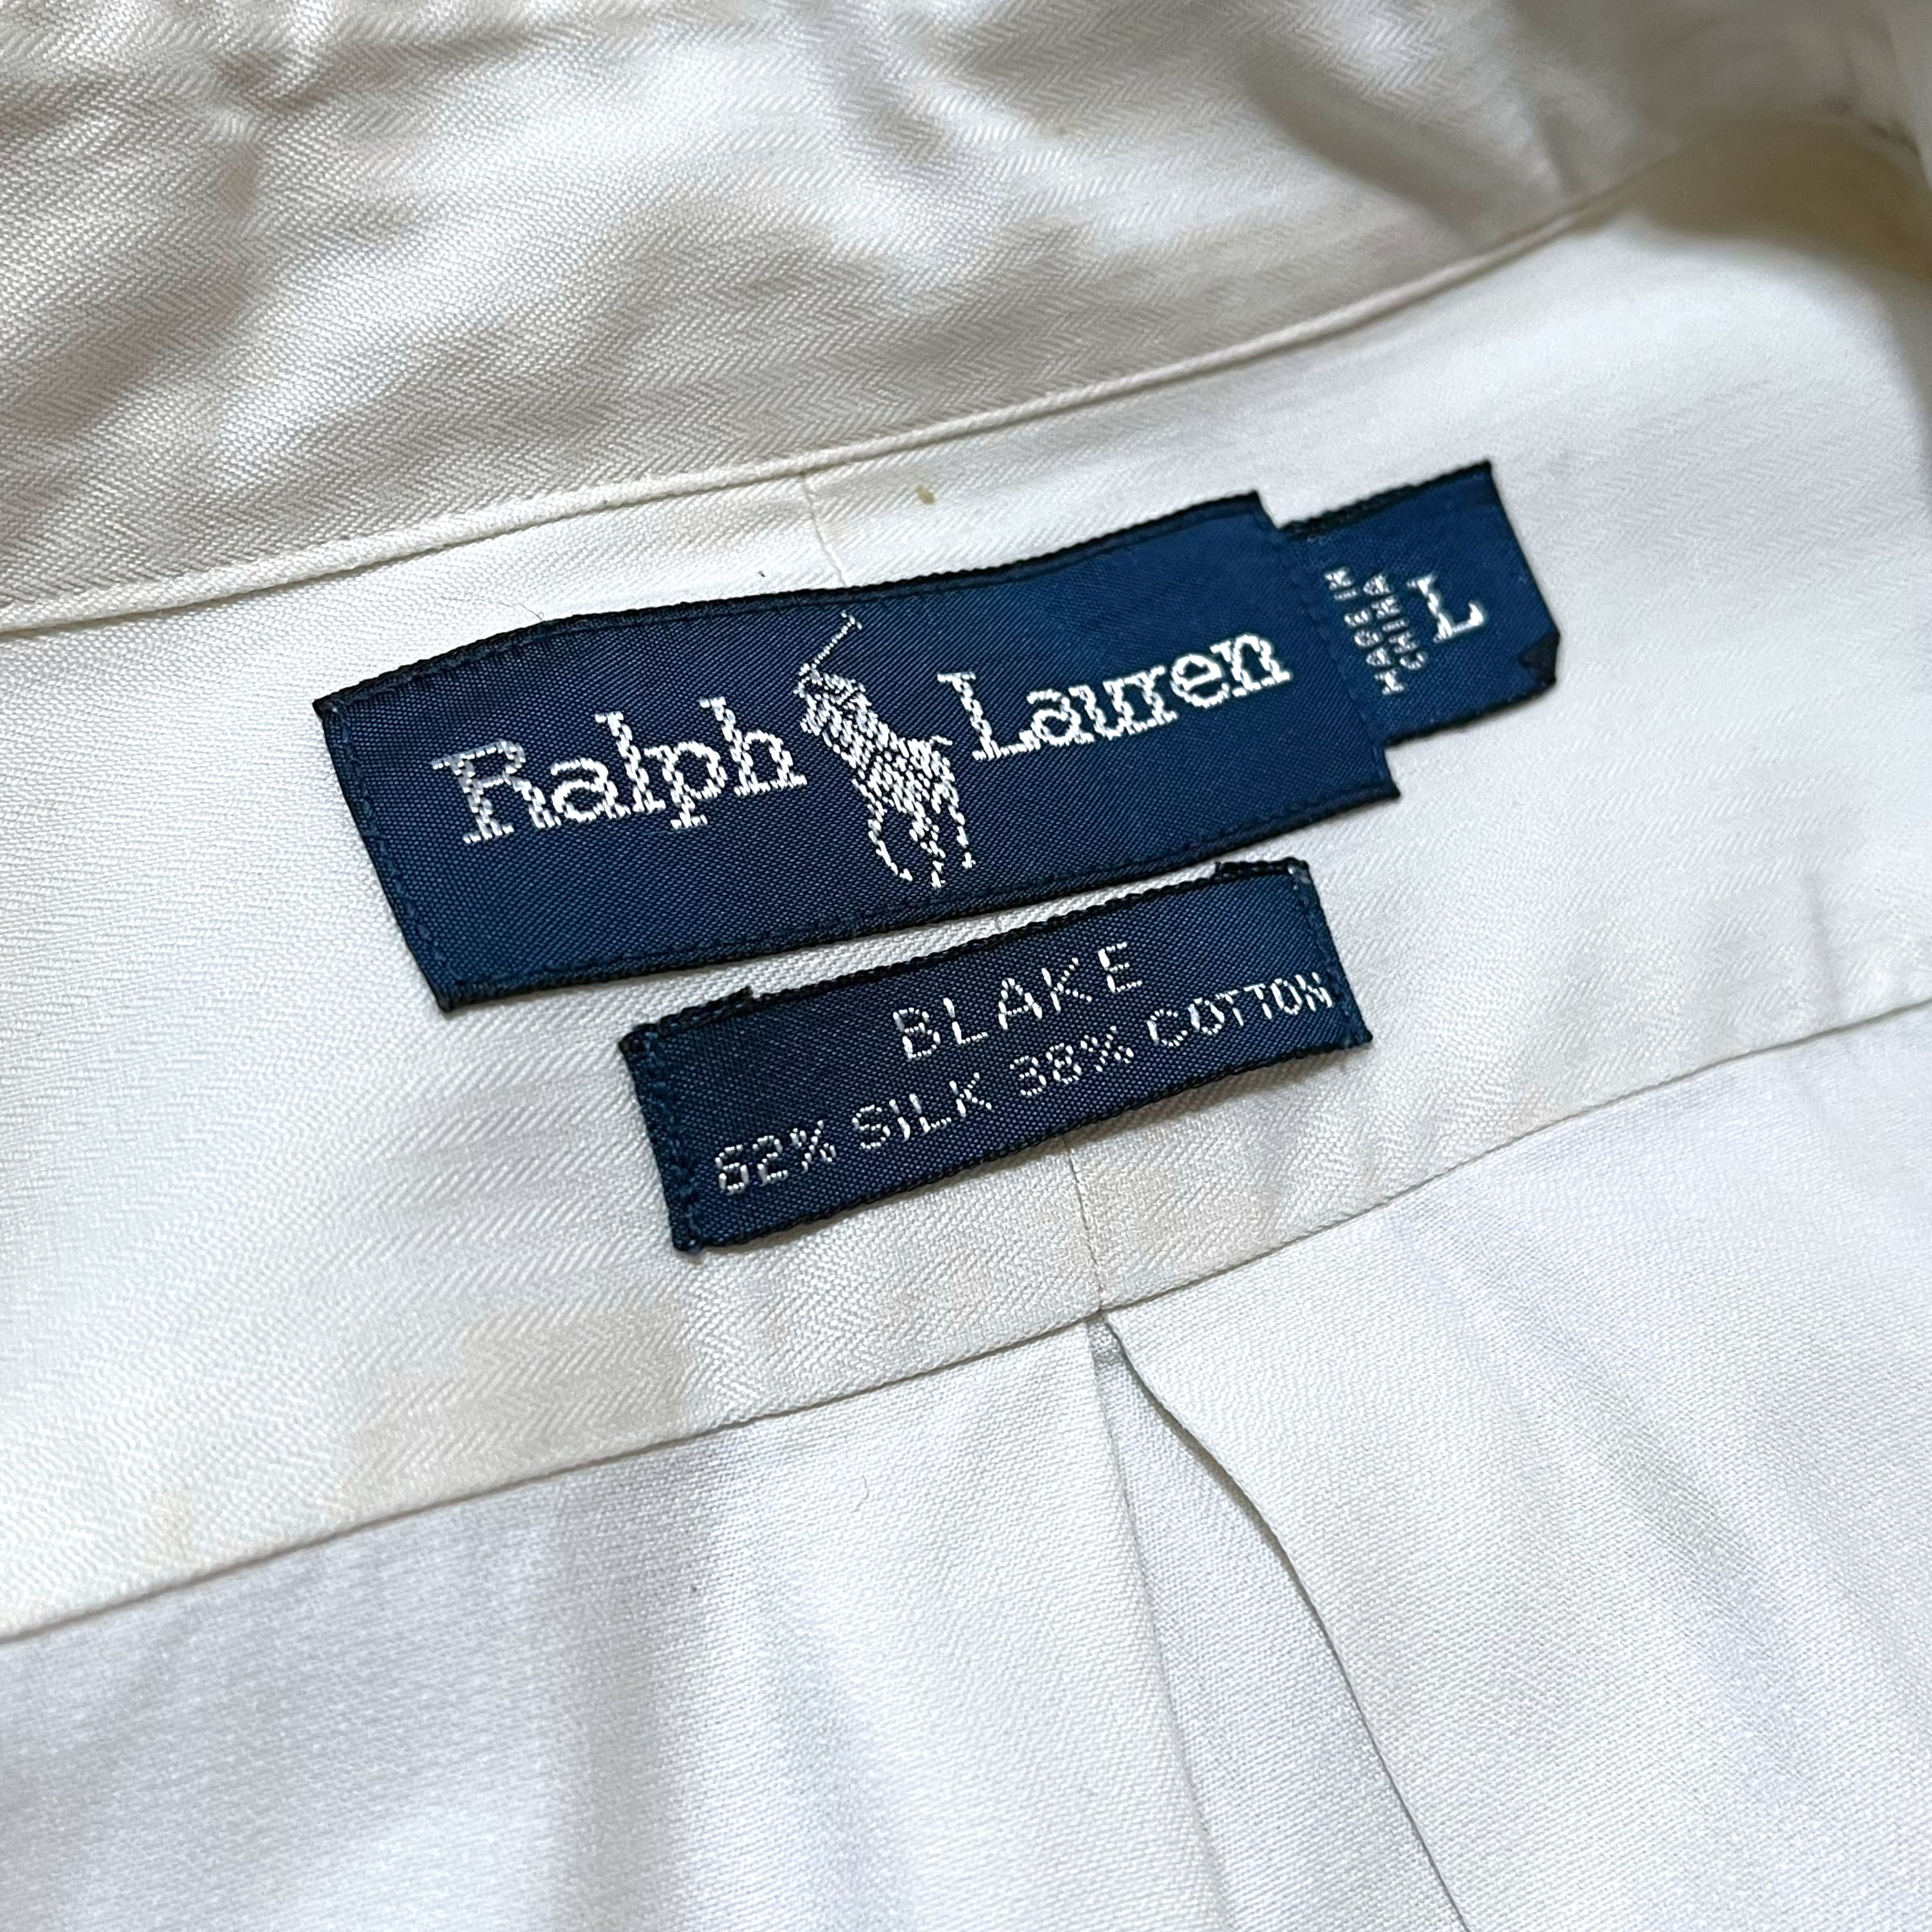 Ralph Lauren
MADE IN
CHINA
L
BLAKE
62% SILK 38% COTTON